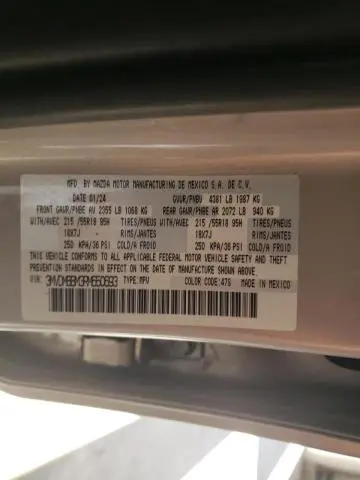 MFD. BY MAZDA MOTOR MANUFACTURING DE MEXICO S.A. DE C.V.
DATE 01/24 GVWR/PNBV 4381 LB 1987 KG
FRONT GAWR/PNBE AV 2355 LB 1068 KG REAR GAWR/PNBE AR 2072 LB 940 KG
WITH/AVEC 215/55R18 95H TIRES/PNEUS WITH/AVEC 215/55R18 95H TIRES/PNEUS
18X7J RIMS/JANTES 18X7J RIMS/JANTES
250 KPA/36 PSI COLD/A FROID 250 KPA/36 PSI COLD/A FROID
THIS VEHICLE CONFORMS TO ALL APPLICABLE FEDERAL MOTOR VEHICLE SAFETY AND THEFT
PREVENTION STANDARDS IN EFFECT ON THE DATE OF MANUFACTURE SHOWN ABOVE.
VIN: TYPE:MPV COLOR CODE:47S MADE IN MEXICO